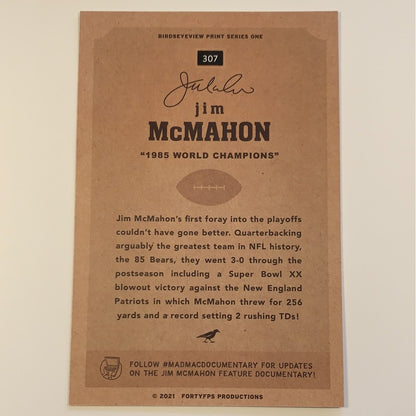 BIRDSEYEVIEW PRINT SERIES ONE
307
jim
McMAHON
"1985 WORLD CHAMPIONS"
Jim McMahon's first foray into the playoffs
couldn't have gone better. Quarterbacking
arguably the greatest team in NFL history,
the 85 Bears, they went 3-0 through the
postseason including a Super Bowl XX
blowout victory against the New England
Patriots in which McMahon threw for 256
yards and a record setting 2 rushing TDs!
FOLLOW #MADMACDOCUMENTARY FOR UPDATES
ON THE JIM MCMAHON FEATURE DOCUMENTARY!
© 2021 FORTYFPS PRODUCTIONS